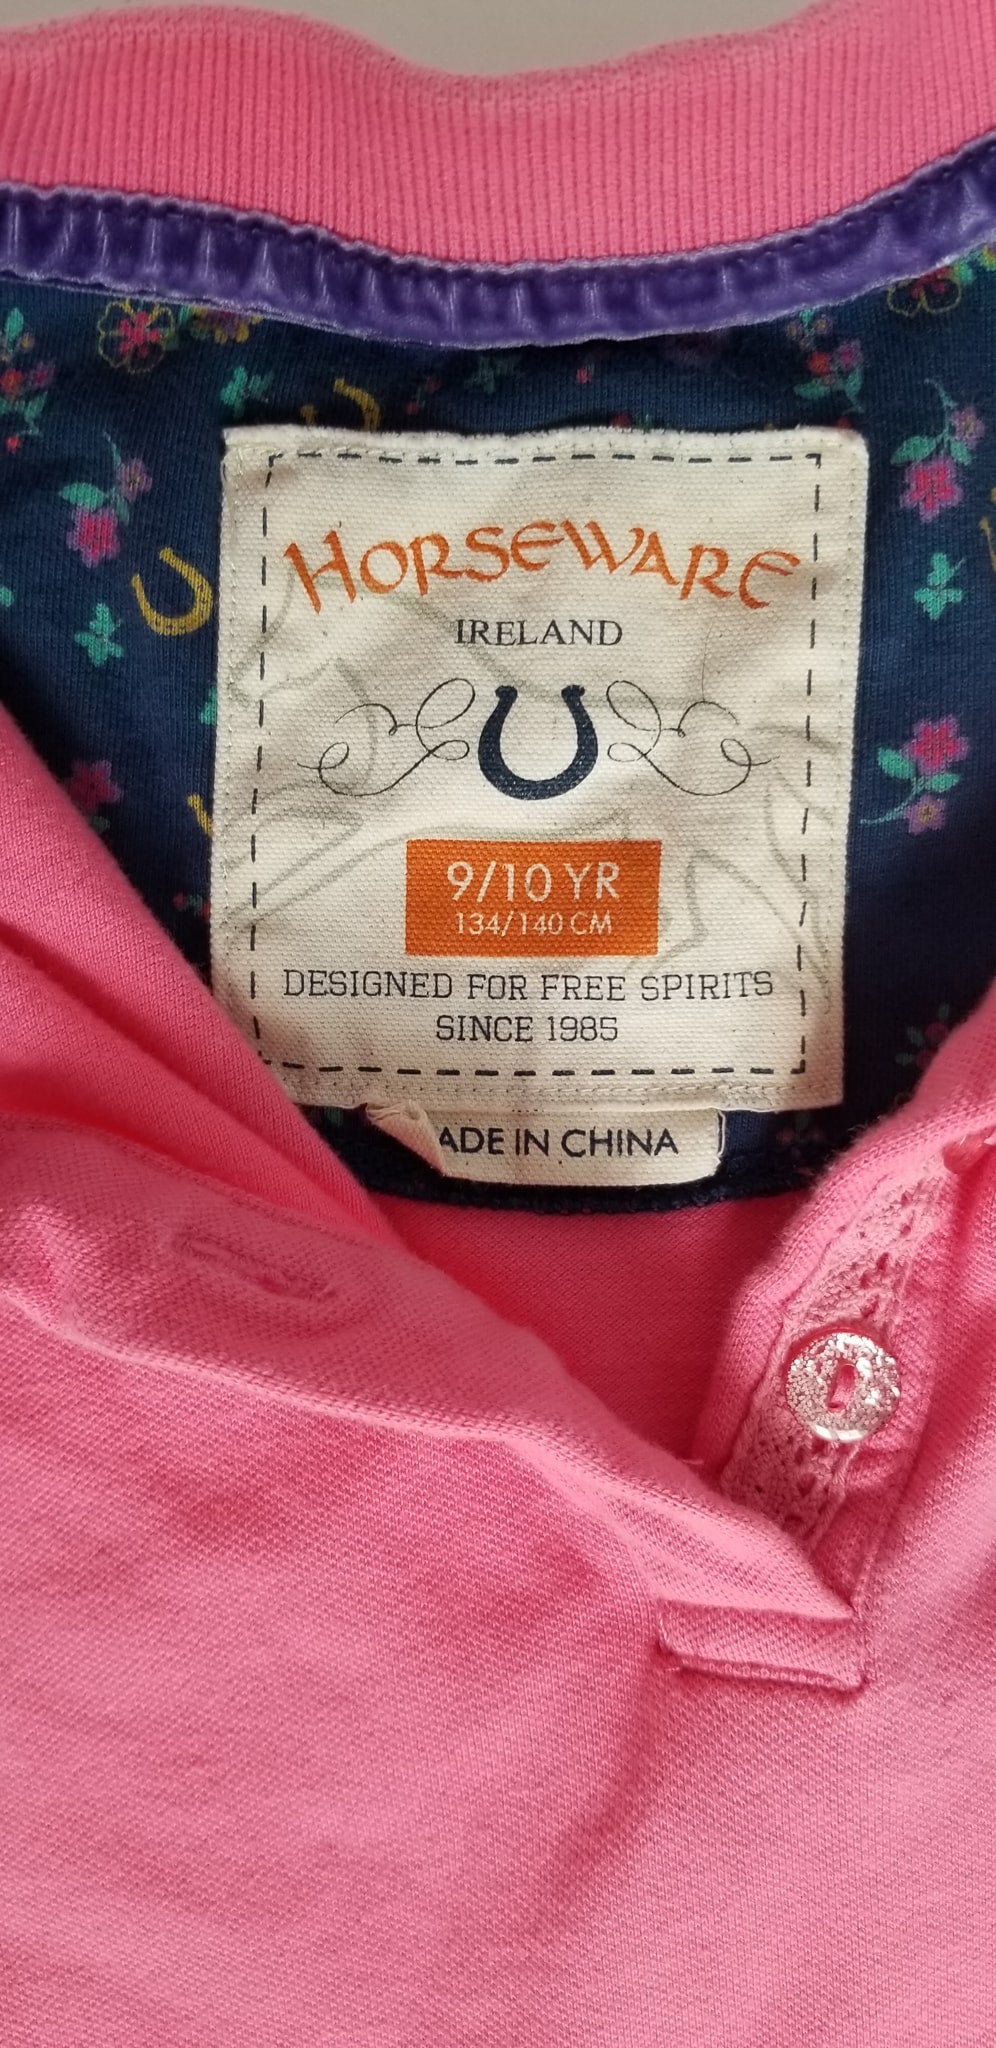 HORSEWARE
IRELAND
9/10 YR
134/140 CM
DESIGNED FOR FREE SPIRITS
SINCE 1985
ADE IN CHINA